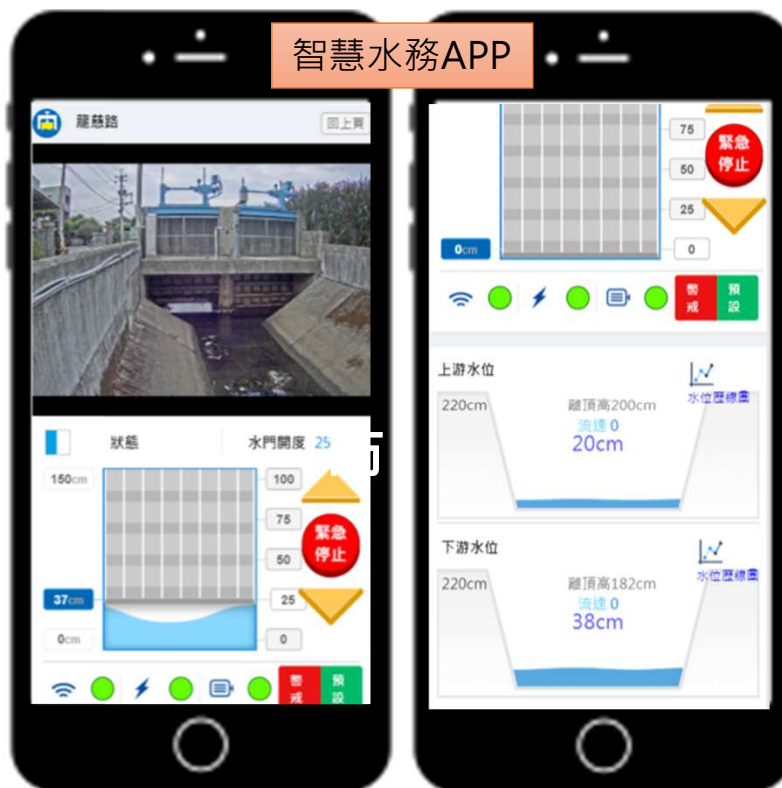 智慧水務APP
龍慈路
回上頁
狀態
水門開度 25
150cm
100
75
緊急
停止
50
37cm
25
0cm
0
警戒
預設
75
緊急
停止
50
25
0cm
0
警戒
預設
上游水位
水位歷線圖
220cm
離頂高200cm
流速 0
20cm
下游水位
水位歷線圖
220cm
離頂高182cm
流速 0
38cm